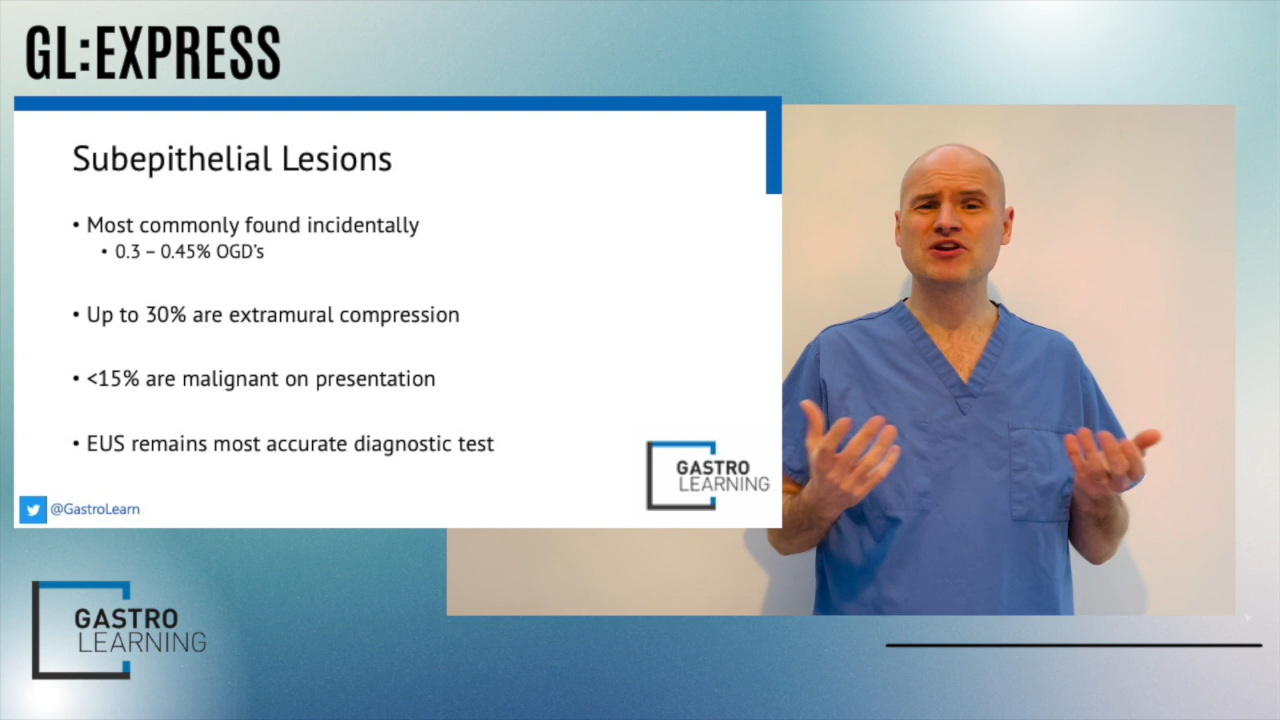 GL:EXPRESS
Subepithelial Lesions
• Most commonly found incidentally
• 0.3 – 0.45% OGD's
• Up to 30% are extramural compression
• <15% are malignant on presentation
• EUS remains most accurate diagnostic test
GASTRO
LEARNING
@GastroLearn
GASTRO
LEARNING